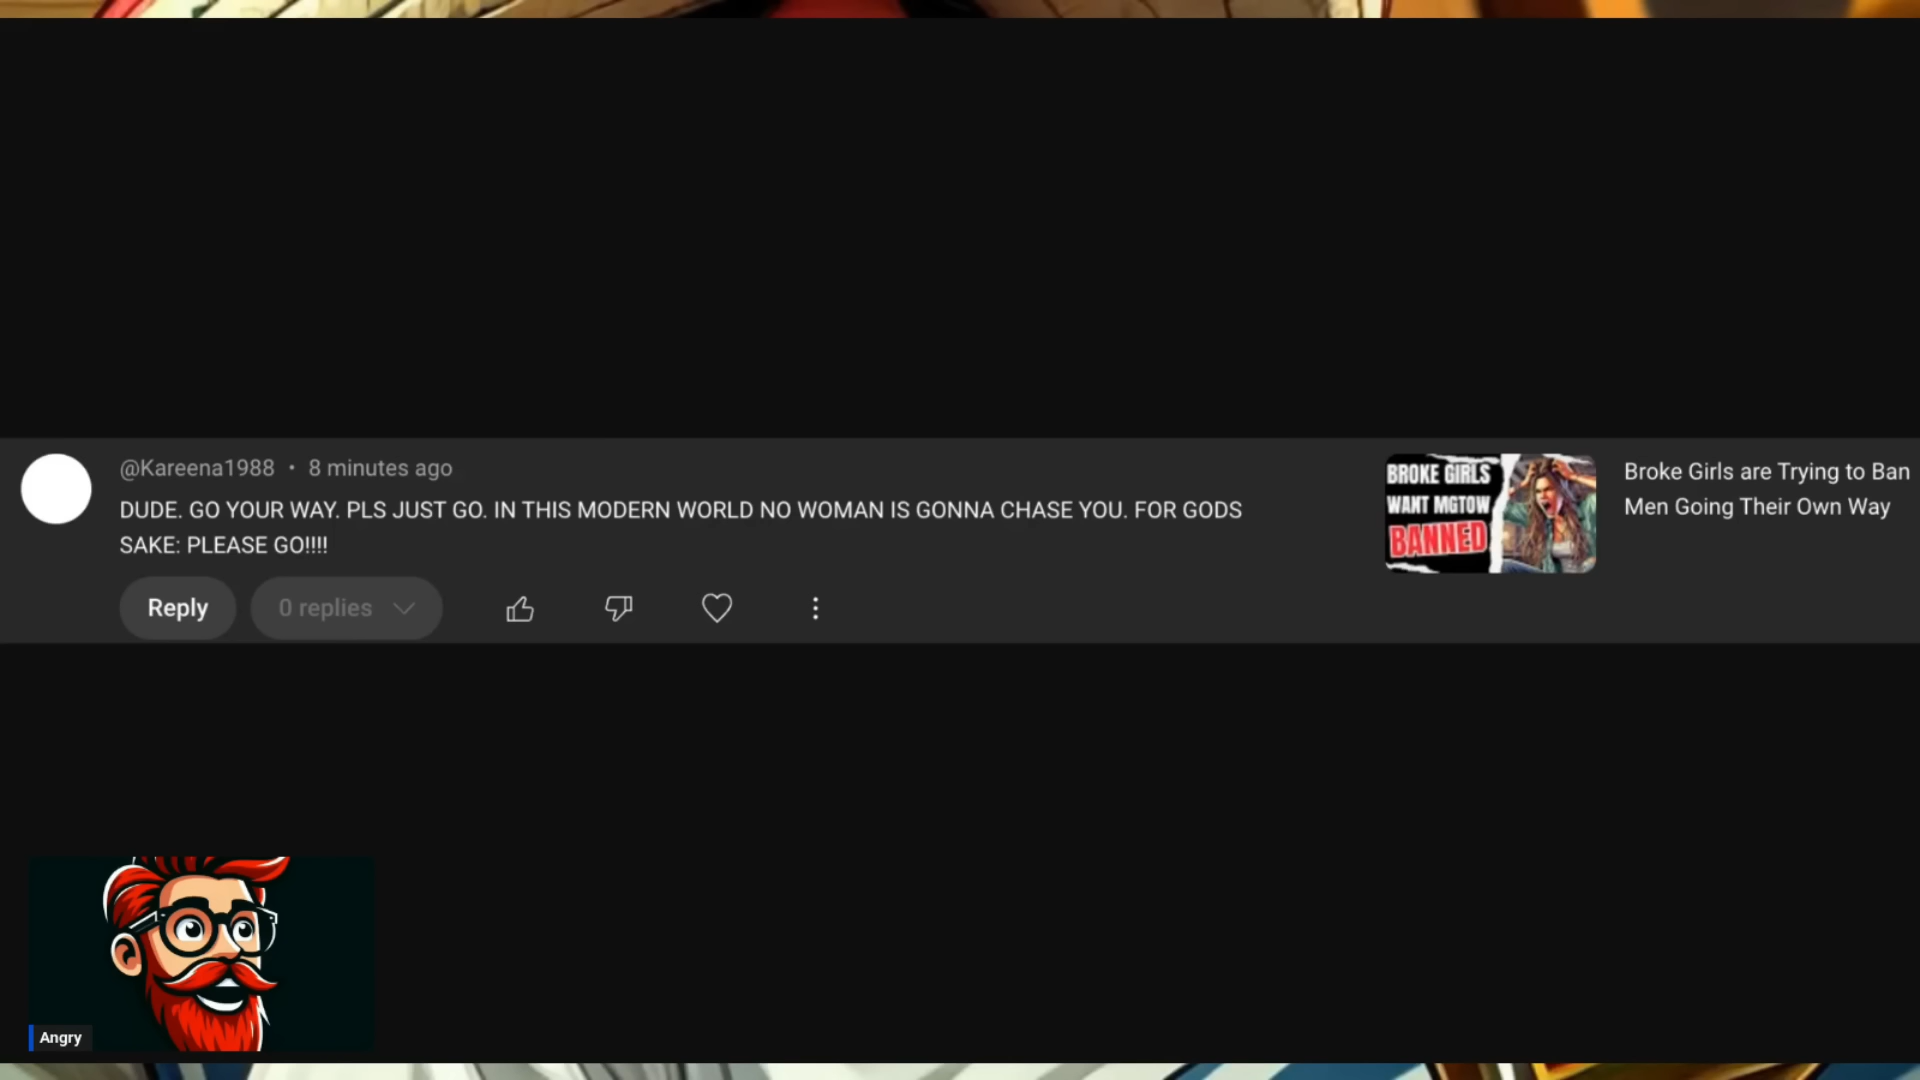 @Kareena1988 • 8 minutes ago
DUDE. GO YOUR WAY. PLS JUST GO. IN THIS MODERN WORLD NO WOMAN IS GONNA CHASE YOU. FOR GODS
SAKE: PLEASE GO!!!!
Reply
0 replies
BROKE GIRLS
WANT MGTOW
BANNED
Broke Girls are Trying to Ban
Men Going Their Own Way
Angry